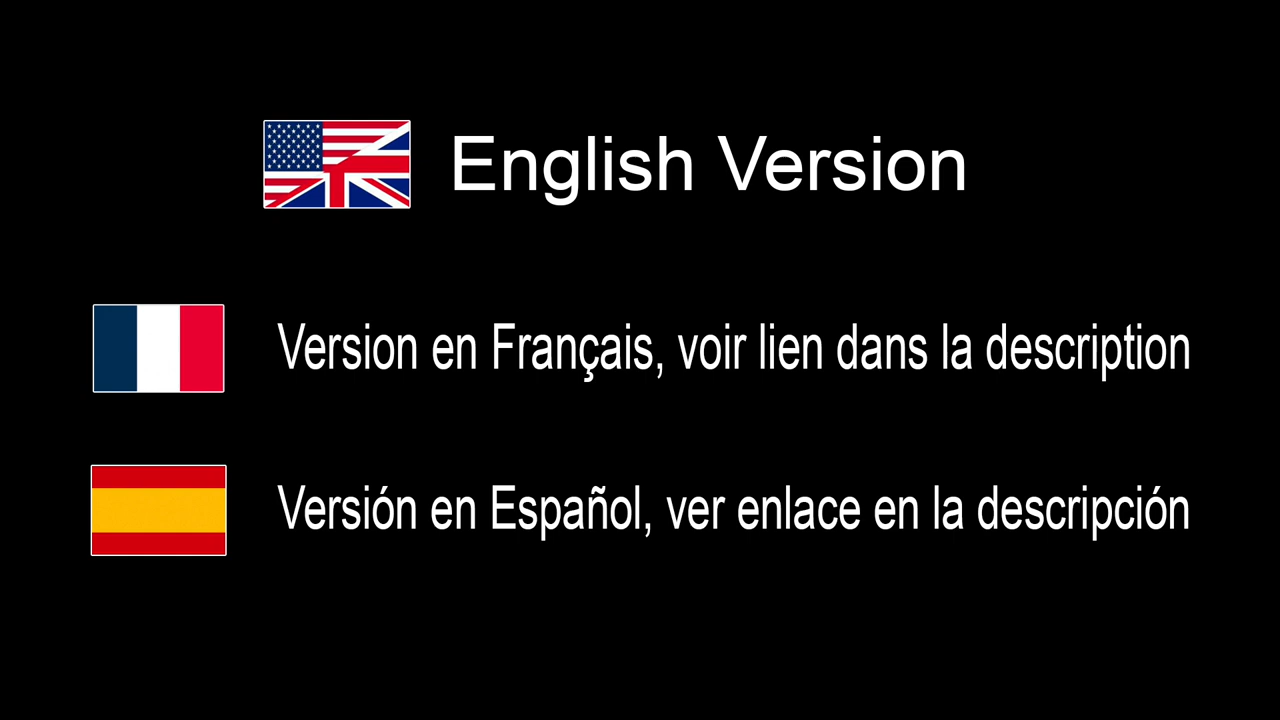 English Version
Version en Français, voir lien dans la description
Versión en Español, ver enlace en la descripción